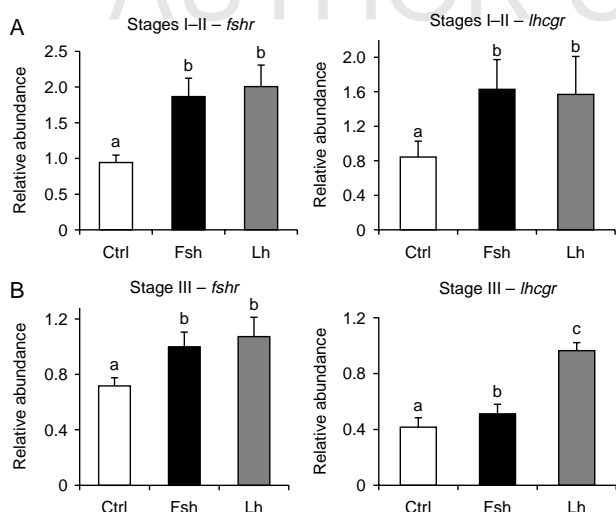 AUTHOR C
A
Stages I–II – fshr
Relative abundance
2.5
2.0
1.5
1.0
0.5
0
a
b
b
Ctrl Fsh Lh
Stages I–II – lhcgr
Relative abundance
2.0
1.6
1.2
0.8
0.4
0
a
b
b
Ctrl Fsh Lh
B
Stage III – fshr
Relative abundance
1.2
0.8
0.4
0
a
b
b
Ctrl Fsh Lh
Stage III – lhcgr
Relative abundance
1.2
0.8
0.4
0
a
b
c
Ctrl Fsh Lh